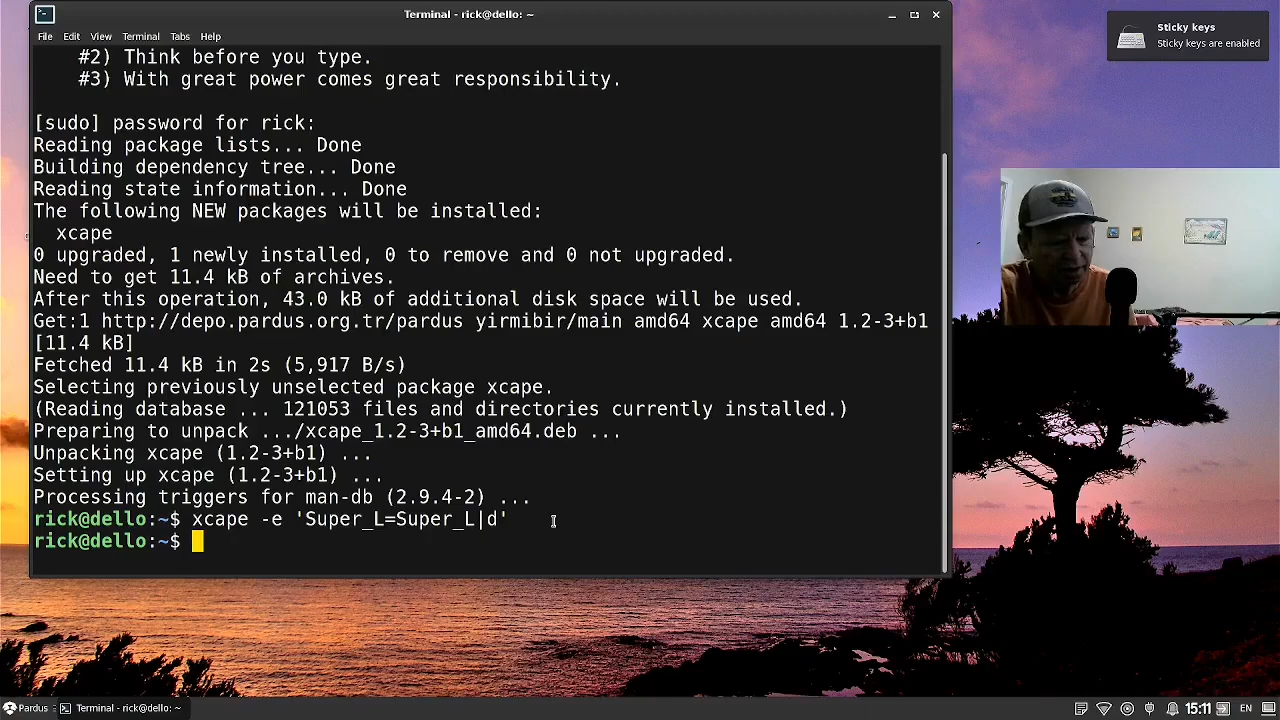 Terminal - rick@dello: ~
File Edit View Terminal Tabs Help
#2) Think before you type.
#3) With great power comes great responsibility.
[sudo] password for rick:
Reading package lists... Done
Building dependency tree... Done
Reading state information... Done
The following NEW packages will be installed:
xcape
0 upgraded, 1 newly installed, 0 to remove and 0 not upgraded.
Need to get 11.4 kB of archives.
After this operation, 43.0 kB of additional disk space will be used.
Get:1 http://depo.pardus.org.tr/pardus yirmibir/main amd64 xcape amd64 1.2-3+b1
[11.4 kB]
Fetched 11.4 kB in 2s (5,917 B/s)
Selecting previously unselected package xcape.
(Reading database ... 121053 files and directories currently installed.)
Preparing to unpack .../xcape_1.2-3+b1_amd64.deb ...
Unpacking xcape (1.2-3+b1) ...
Setting up xcape (1.2-3+b1) ...
Processing triggers for man-db (2.9.4-2) ...
rick@dello:~$ xcape -e 'Super_L=Super_L|d'
rick@dello:~$
Sticky keys
Sticky keys are enabled
Pardus
Terminal - rick@dello: ~
15:11 EN